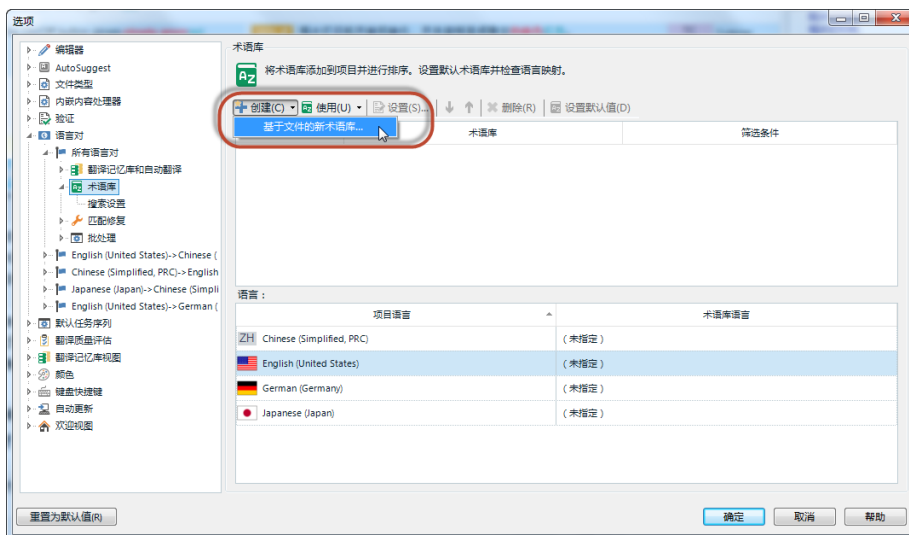 选项
编辑器
AutoSuggest
文件类型
内嵌内容处理器
验证
语言对
所有语言对
翻译记忆库和自动翻译
术语库
搜索设置
匹配修复
批处理
English (United States)->Chinese (
Chinese (Simplified, PRC)->English
Japanese (Japan)->Chinese (Simpli
English (United States)->German (
默认任务序列
翻译质量评估
翻译记忆库视图
颜色
键盘快捷键
自动更新
欢迎视图
术语库
将术语库添加到项目并进行排序。设置默认术语库并检查语言映射。
创建(C) 使用(U) 设置(S)... 删除(R) 设置默认值(D)
基于文件的新术语库...
术语库 筛选条件
语言：
项目语言 术语库语言
ZH Chinese (Simplified, PRC) （未指定）
English (United States) （未指定）
German (Germany) （未指定）
Japanese (Japan) （未指定）
重置为默认值(R) 确定 取消 帮助